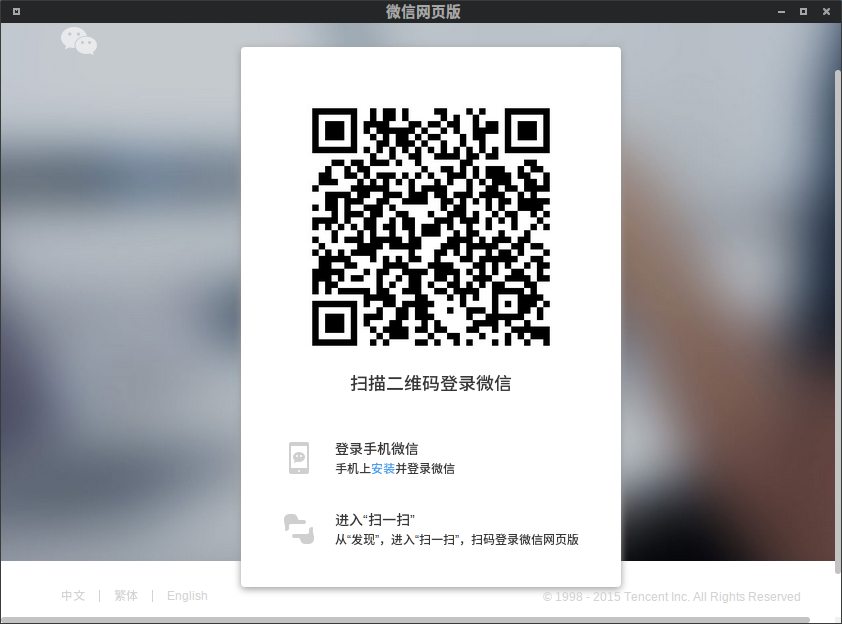 微信网页版
扫描二维码登录微信
登录手机微信
手机上安装并登录微信
进入“扫一扫”
从“发现”，进入“扫一扫”，扫码登录微信网页版
中文 | 繁体 | English
© 1998 - 2015 Tencent Inc. All Rights Reserved